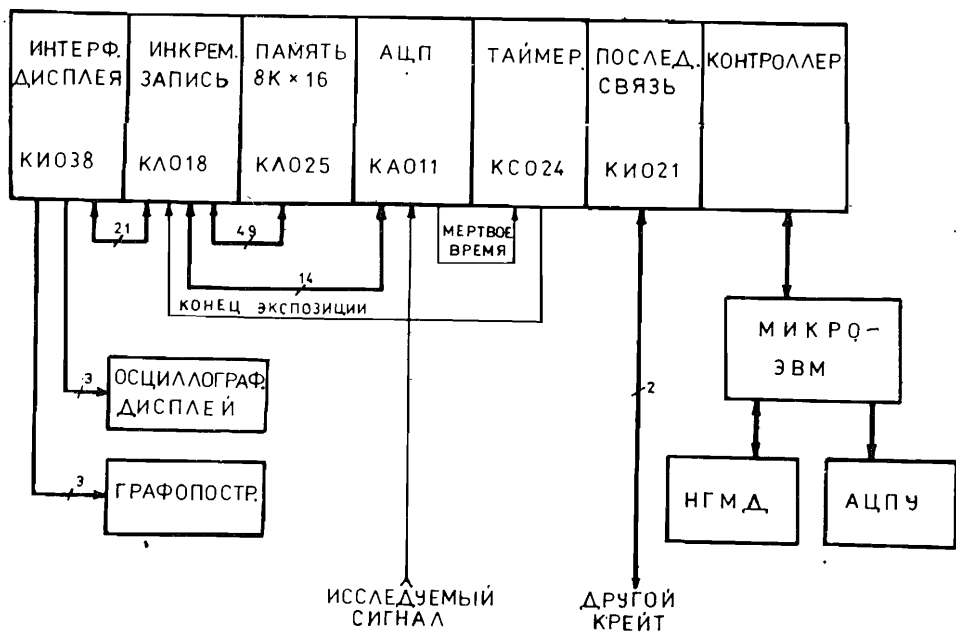 ИНТЕРФ.
ДИСПЛЕЯ
КИ038
ИНКРЕМ.
ЗАПИСЬ
КЛ018
ПАМЯТЬ
8К × 16
КЛ025
АЦП
КА011
ТАЙМЕР
КС024
ПОСЛЕД.
СВЯЗЬ
КИ021
КОНТРОЛЛЕР
21
49
14
МЕРТВОЕ
ВРЕМЯ
КОНЕЦ ЭКСПОЗИЦИИ
3
ОСЦИЛЛОГРАФ.
ДИСПЛЕЙ
3
ГРАФОПОСТР.
2
МИКРО-
ЭВМ
НГМД
АЦПУ
ИССЛЕДУЕМЫЙ
СИГНАЛ
ДРУГОЙ
КРЕЙТ